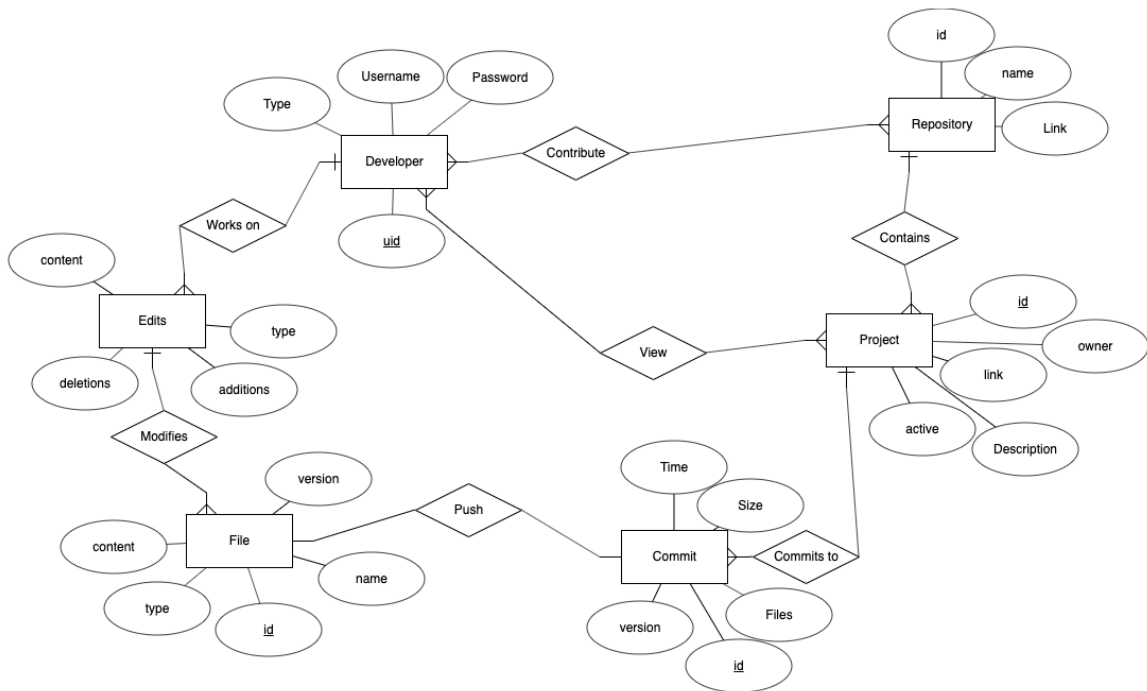 id
Username
Password
name
Type
Repository
Link
Developer
Contribute
Works on
uid
Contains
content
id
Edits
type
View
Project
owner
link
deletions
additions
active
Description
Modifies
Time
version
Size
Push
content
File
Commit
Commits to
name
type
Files
version
id
id